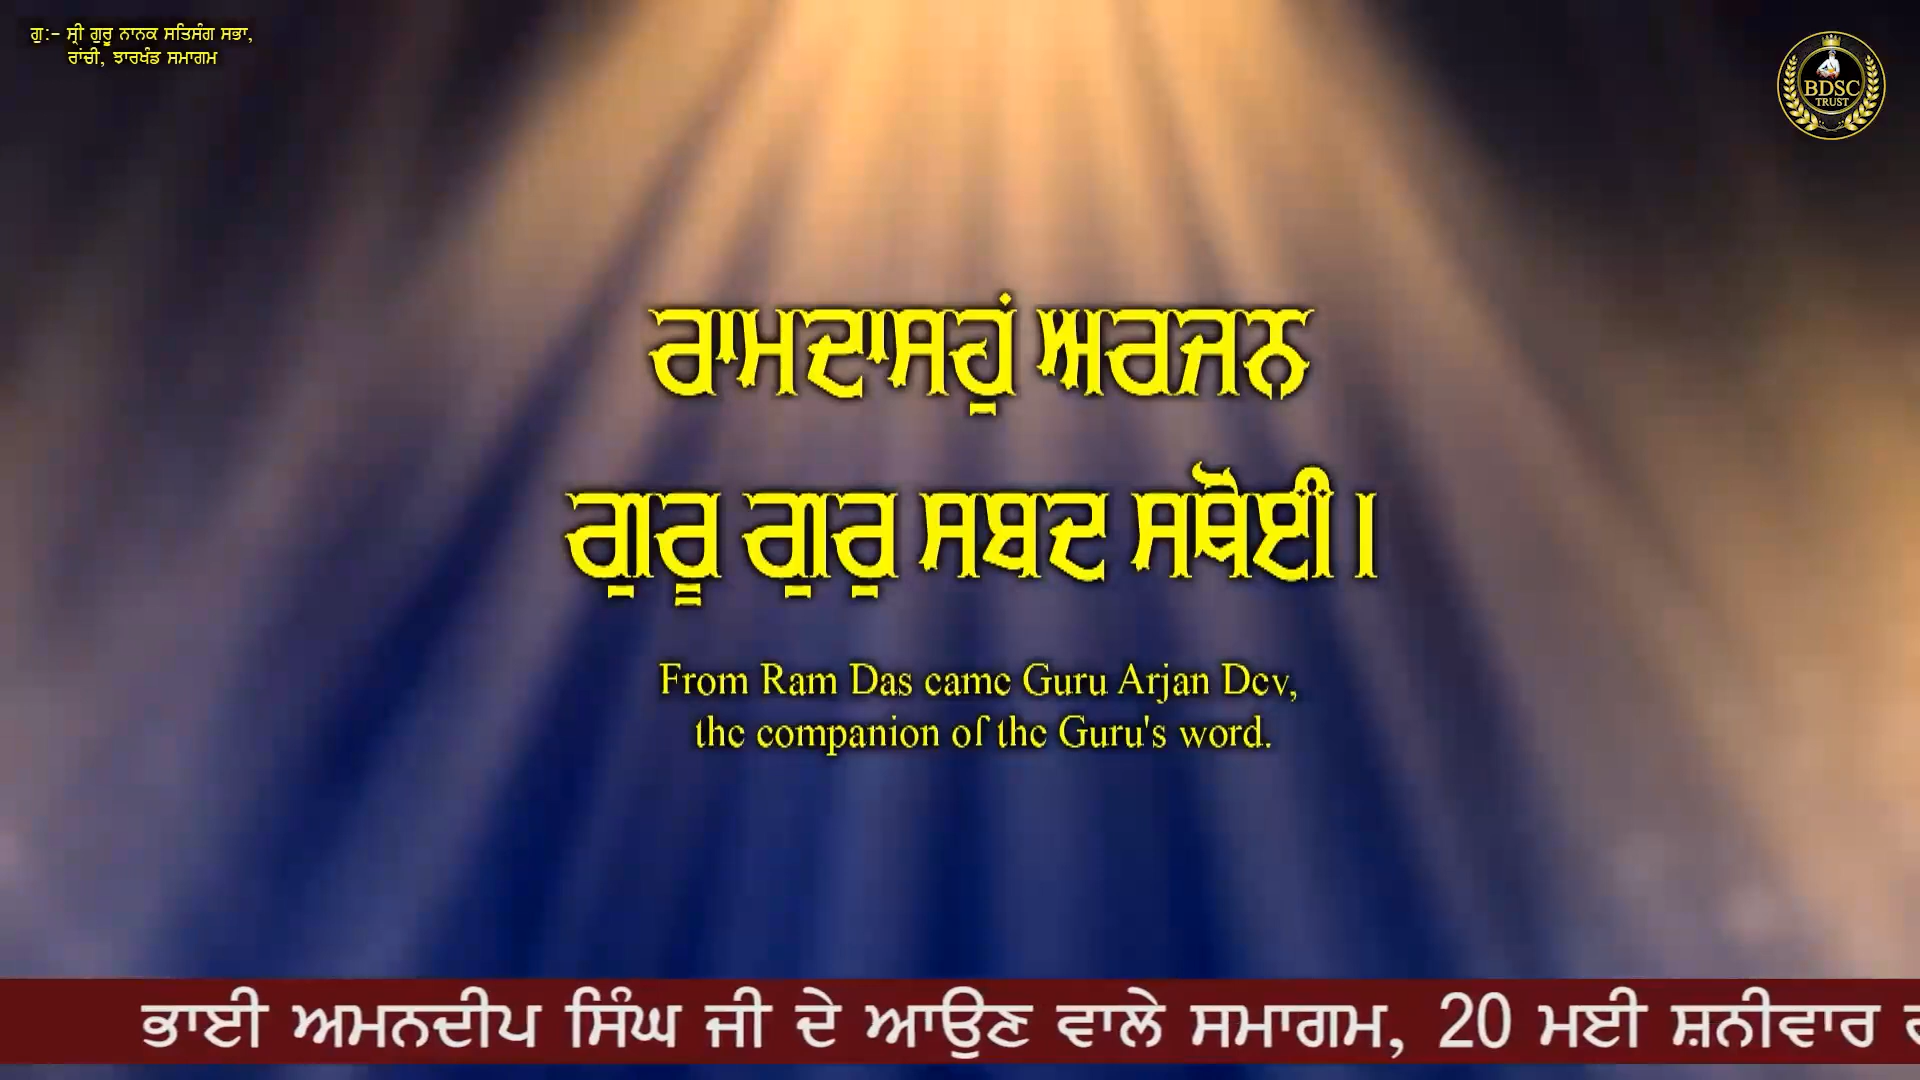 ਗੁ:- ਸ੍ਰੀ ਗੁਰੂ ਨਾਨਕ ਸਤਿਸੰਗ ਸਭਾ,
ਰਾਂਚੀ, ਝਾਰਖੰਡ ਸਮਾਗਮ
BDSC
TRUST
ਰਾਮਦਾਸਹੁੰ ਅਰਜਨ
ਗੁਰੂ ਗੁਰੁ ਸਬਦ ਸਥੋਈ।
From Ram Das came Guru Arjan Dev,
the companion of the Guru's word.
ਭਾਈ ਅਮਨਦੀਪ ਸਿੰਘ ਜੀ ਦੇ ਆਉਣ ਵਾਲੇ ਸਮਾਗਮ, 20 ਮਈ ਸ਼ਨੀਵਾਰ